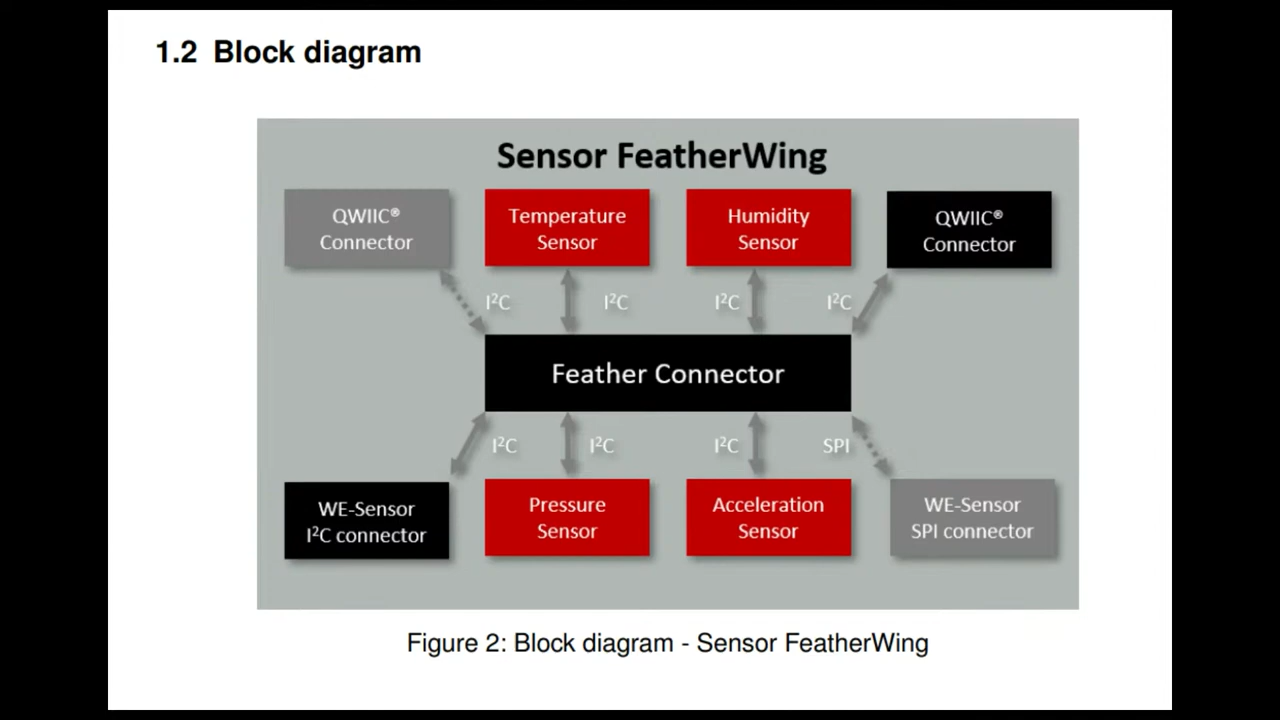 1.2 Block diagram
Sensor FeatherWing
QWIIC®
Connector
Temperature
Sensor
Humidity
Sensor
QWIIC®
Connector
I²C
I²C
I²C
I²C
Feather Connector
I²C
I²C
I²C
SPI
WE-Sensor
I²C connector
Pressure
Sensor
Acceleration
Sensor
WE-Sensor
SPI connector
Figure 2: Block diagram - Sensor FeatherWing